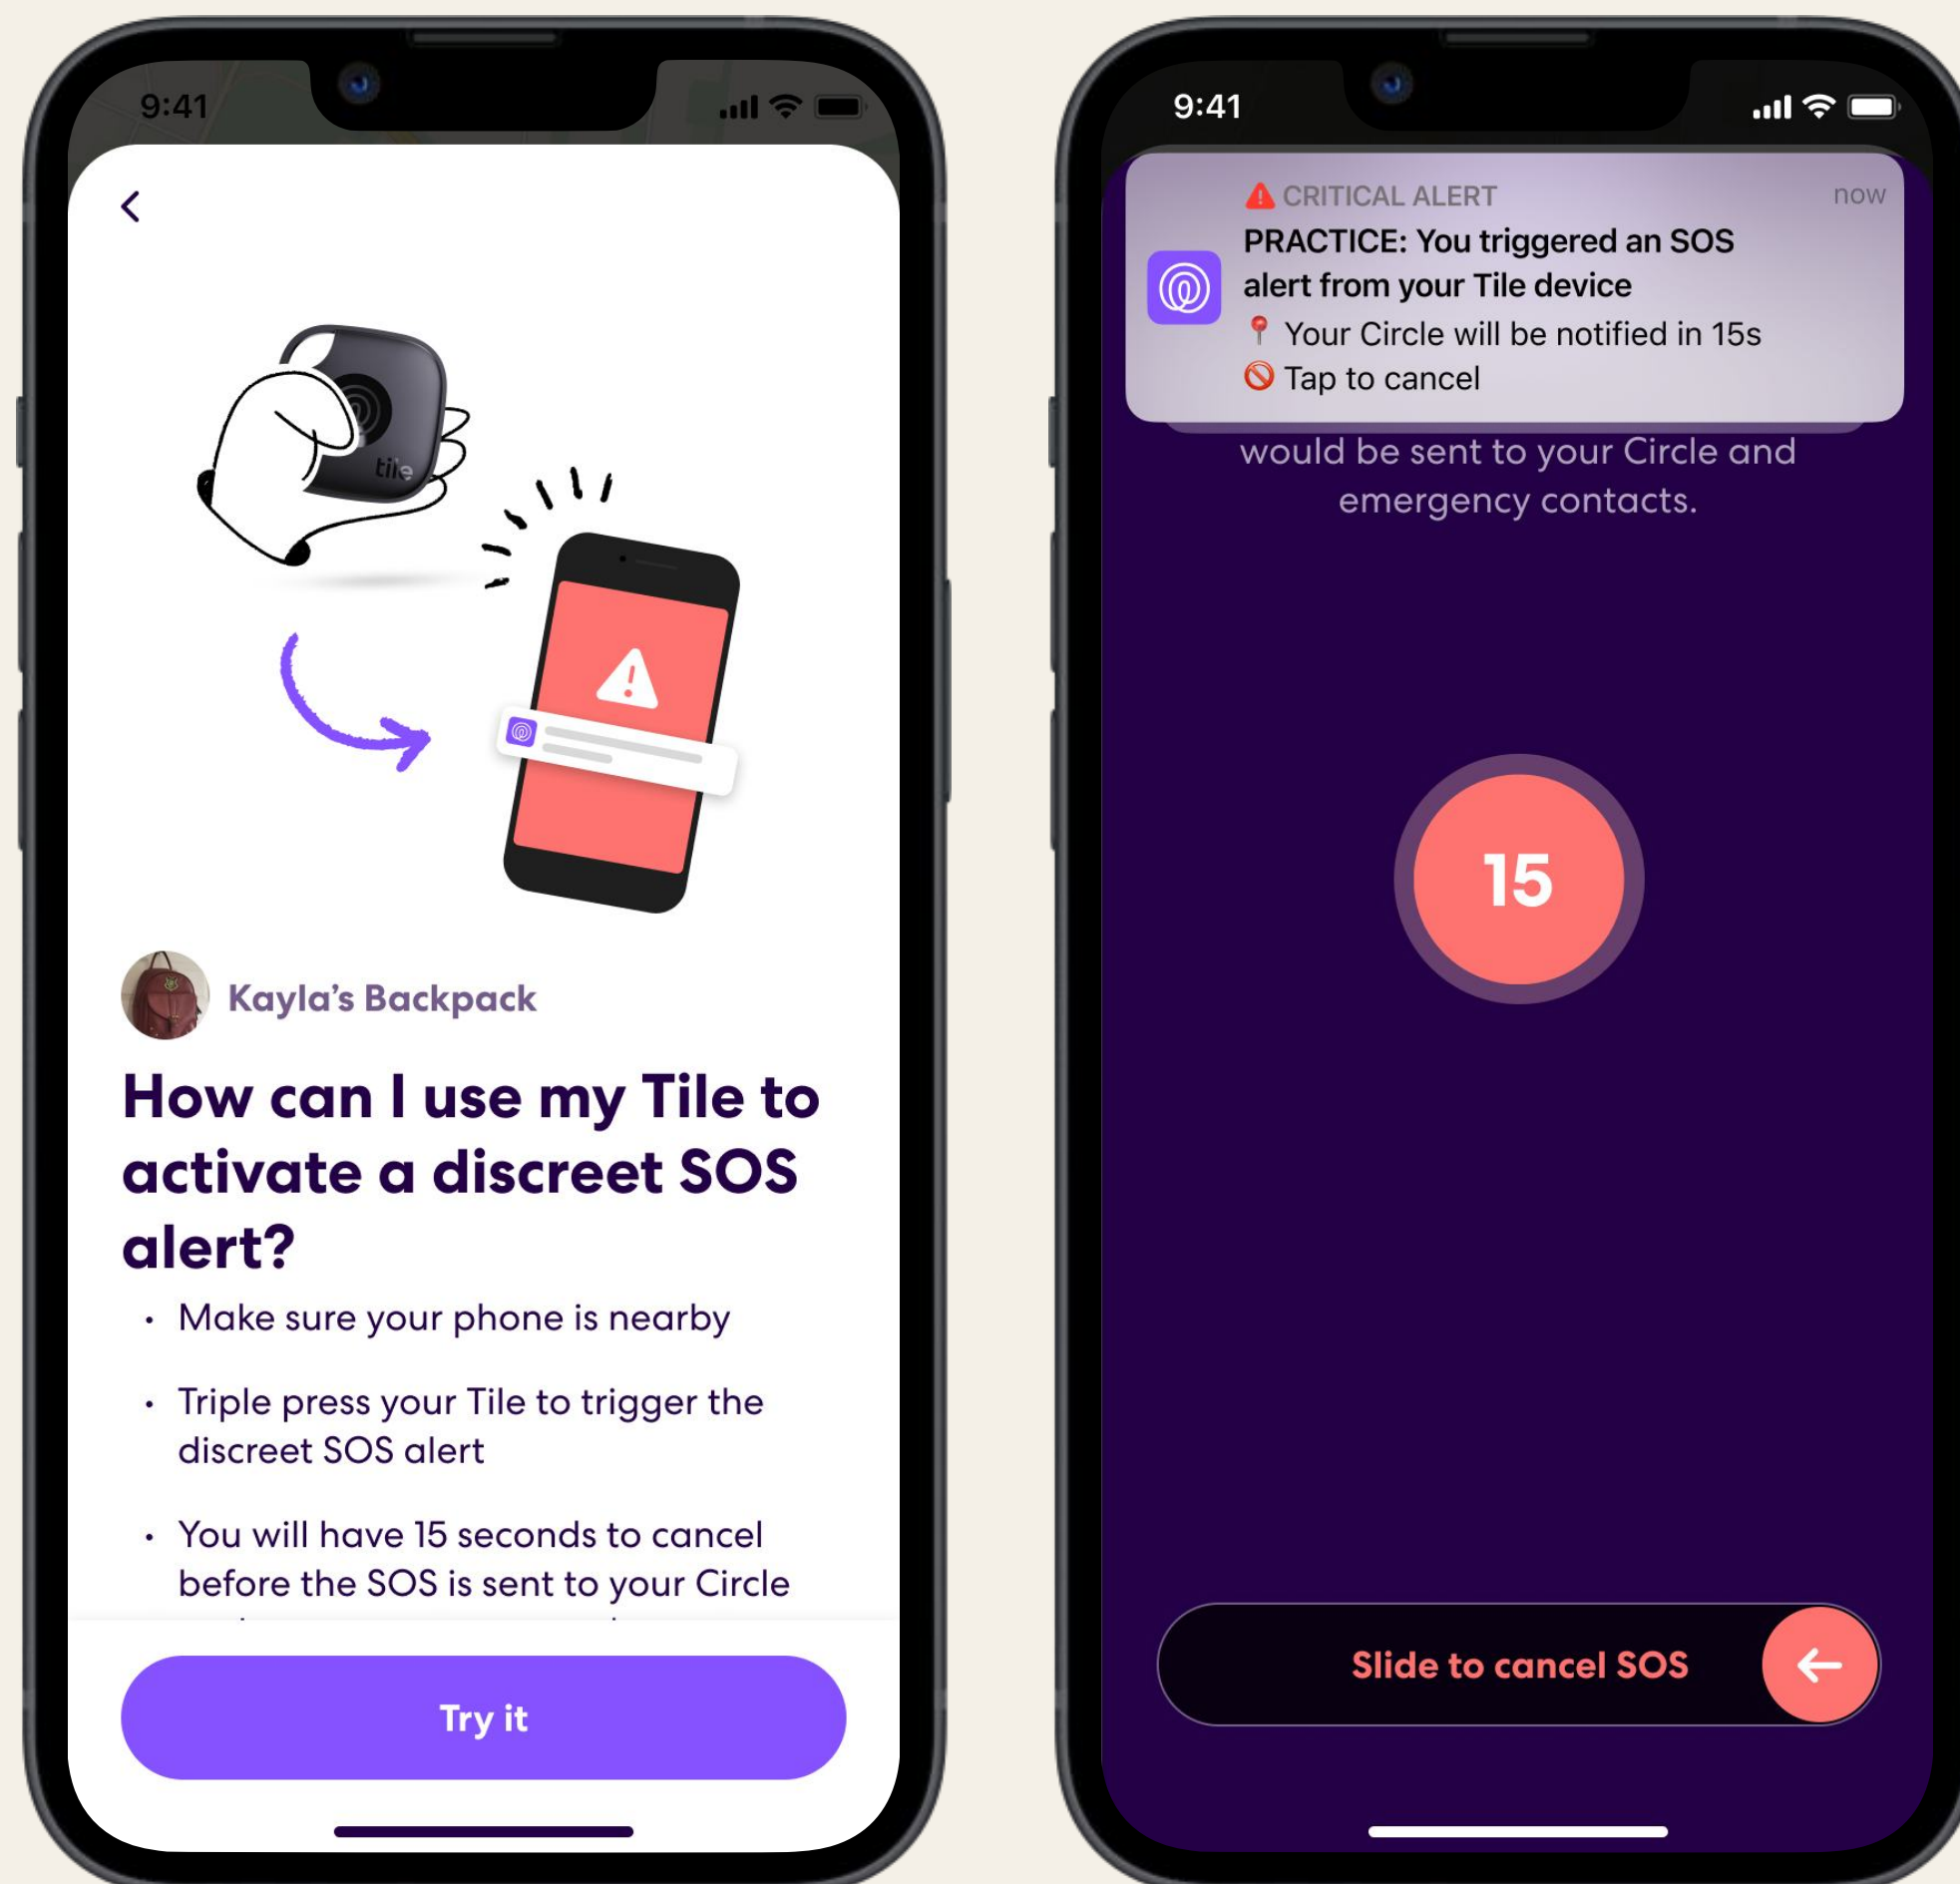 9:41
tile
Kayla's Backpack
How can I use my Tile to
activate a discreet SOS
alert?
• Make sure your phone is nearby
• Triple press your Tile to trigger the
discreet SOS alert
• You will have 15 seconds to cancel
before the SOS is sent to your Circle
Try it
9:41
CRITICAL ALERT
now
PRACTICE: You triggered an SOS
alert from your Tile device
📍 Your Circle will be notified in 15s
🚫 Tap to cancel
would be sent to your Circle and
emergency contacts.
15
Slide to cancel SOS